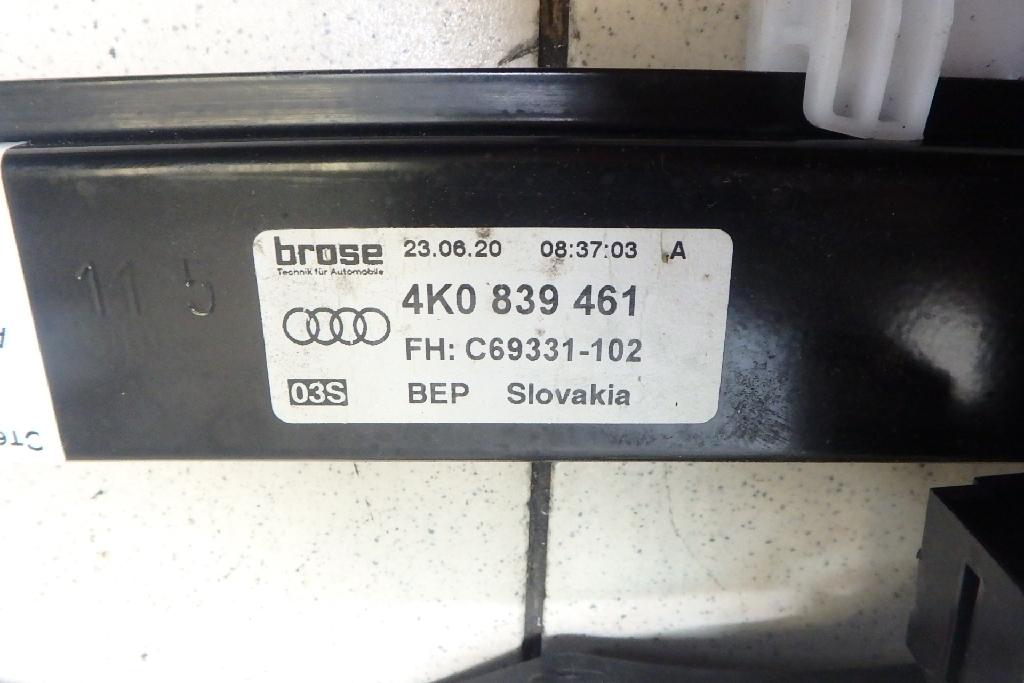 brose 23.06.20 08:37:03 A
Technik für Automobile
4K0 839 461
FH: C69331-102
03S BEP Slovakia
11 5